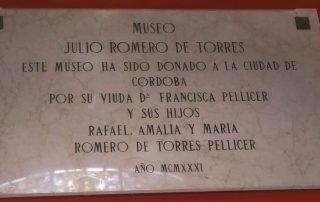 MUSEO
JULIO ROMERO DE TORRES
ESTE MUSEO HA SIDO DONADO A LA CIUDAD DE
CORDOBA
POR SU VIUDA Dª FRANCISCA PELLICER
Y SUS HIJOS
RAFAEL, AMALIA Y MARIA
ROMERO DE TORRES PELLICER
AÑO MCMXXXI